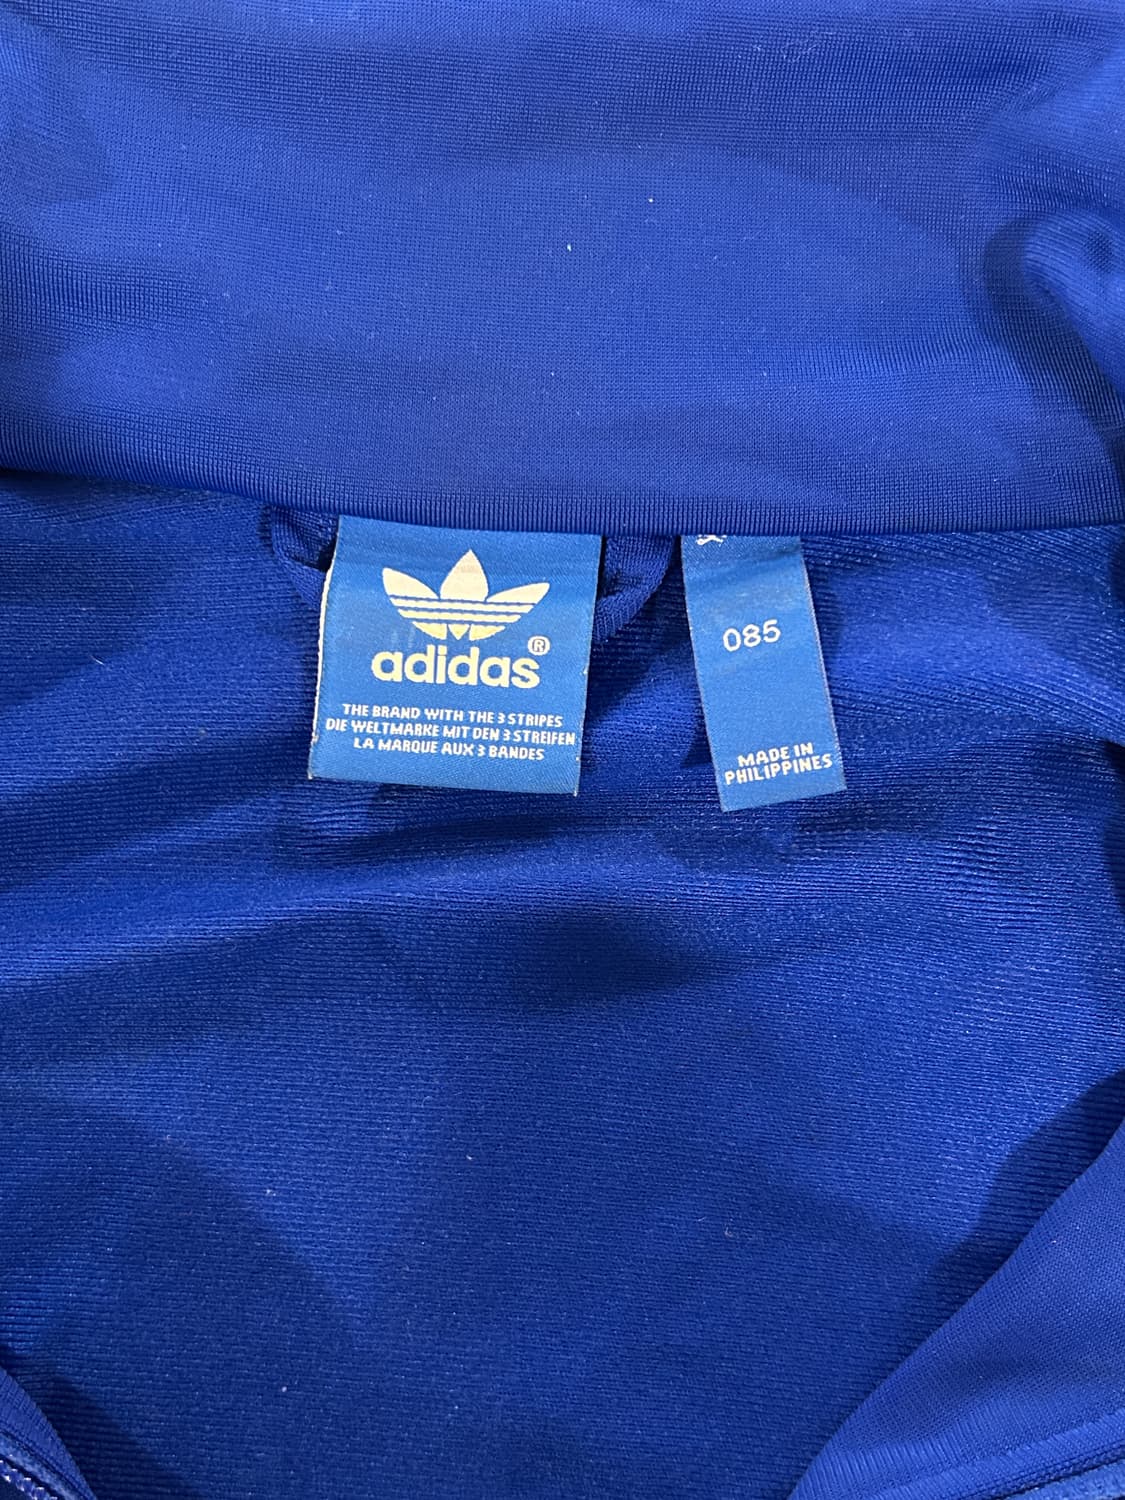 adidas®
THE BRAND WITH THE 3 STRIPES
DIE WELTMARKE MIT DEN 3 STREIFEN
LA MARQUE AUX 3 BANDES
085
MADE IN
PHILIPPINES